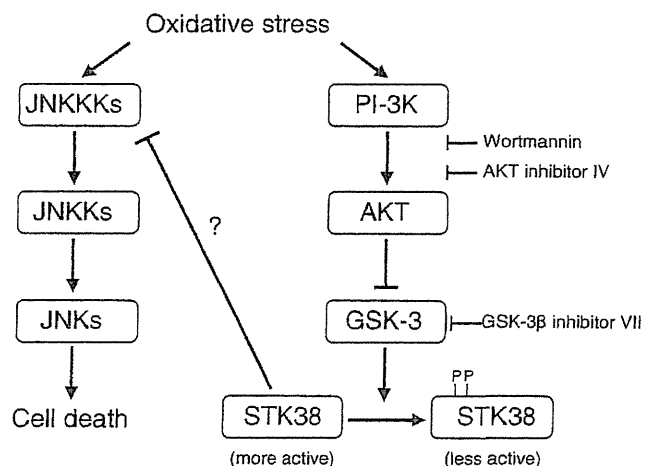 Oxidative stress
JNKKKs
PI-3K
Wortmannin
AKT inhibitor IV
JNKKs
AKT
?
JNKs
GSK-3
GSK-3β inhibitor VII
PP
Cell death
STK38
STK38
(more active)
(less active)